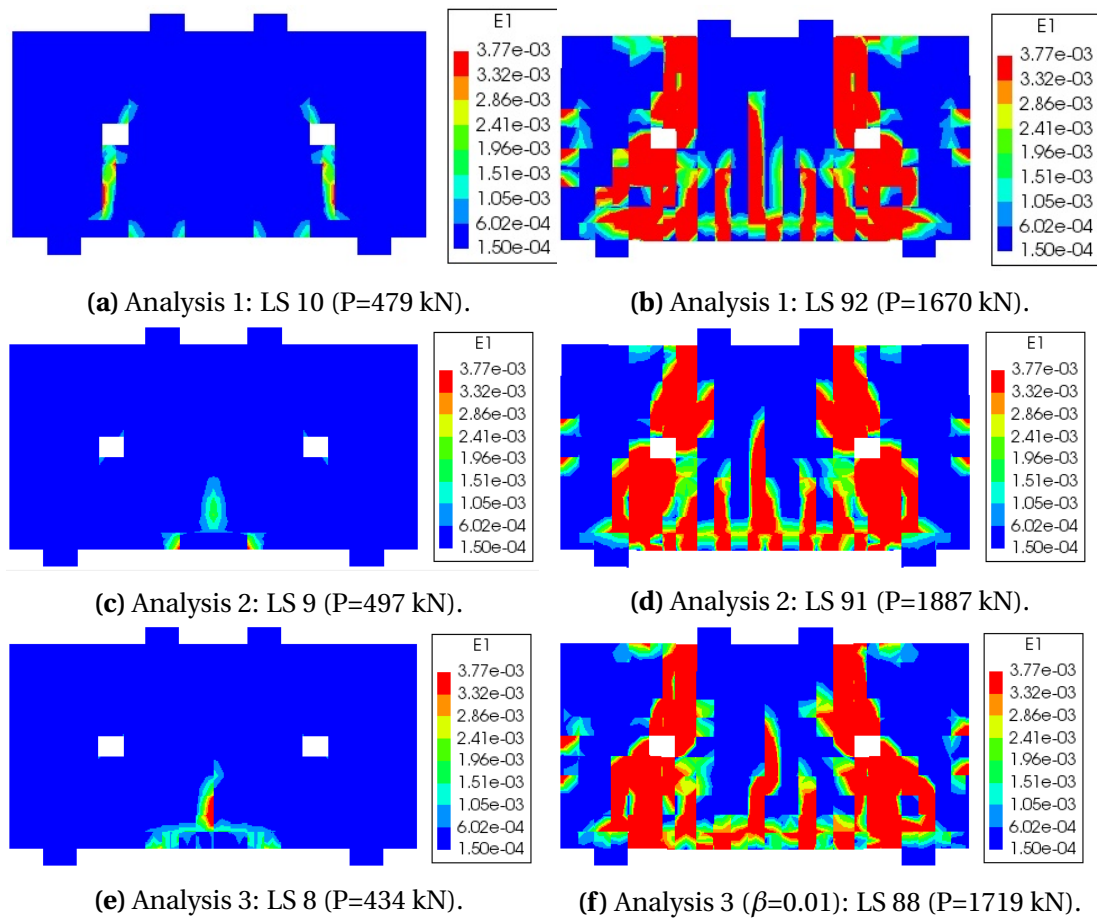 E1
3.77e-03
3.32e-03
2.86e-03
2.41e-03
1.96e-03
1.51e-03
1.05e-03
6.02e-04
1.50e-04
(a) Analysis 1: LS 10 (P=479 kN).
E1
3.77e-03
3.32e-03
2.86e-03
2.41e-03
1.96e-03
1.51e-03
1.05e-03
6.02e-04
1.50e-04
(b) Analysis 1: LS 92 (P=1670 kN).
E1
3.77e-03
3.32e-03
2.86e-03
2.41e-03
1.96e-03
1.51e-03
1.05e-03
6.02e-04
1.50e-04
(c) Analysis 2: LS 9 (P=497 kN).
E1
3.77e-03
3.32e-03
2.86e-03
2.41e-03
1.96e-03
1.51e-03
1.05e-03
6.02e-04
1.50e-04
(d) Analysis 2: LS 91 (P=1887 kN).
E1
3.77e-03
3.32e-03
2.86e-03
2.41e-03
1.96e-03
1.51e-03
1.05e-03
6.02e-04
1.50e-04
(e) Analysis 3: LS 8 (P=434 kN).
E1
3.77e-03
3.32e-03
2.86e-03
2.41e-03
1.96e-03
1.51e-03
1.05e-03
6.02e-04
1.50e-04
(f) Analysis 3 (β=0.01): LS 88 (P=1719 kN).